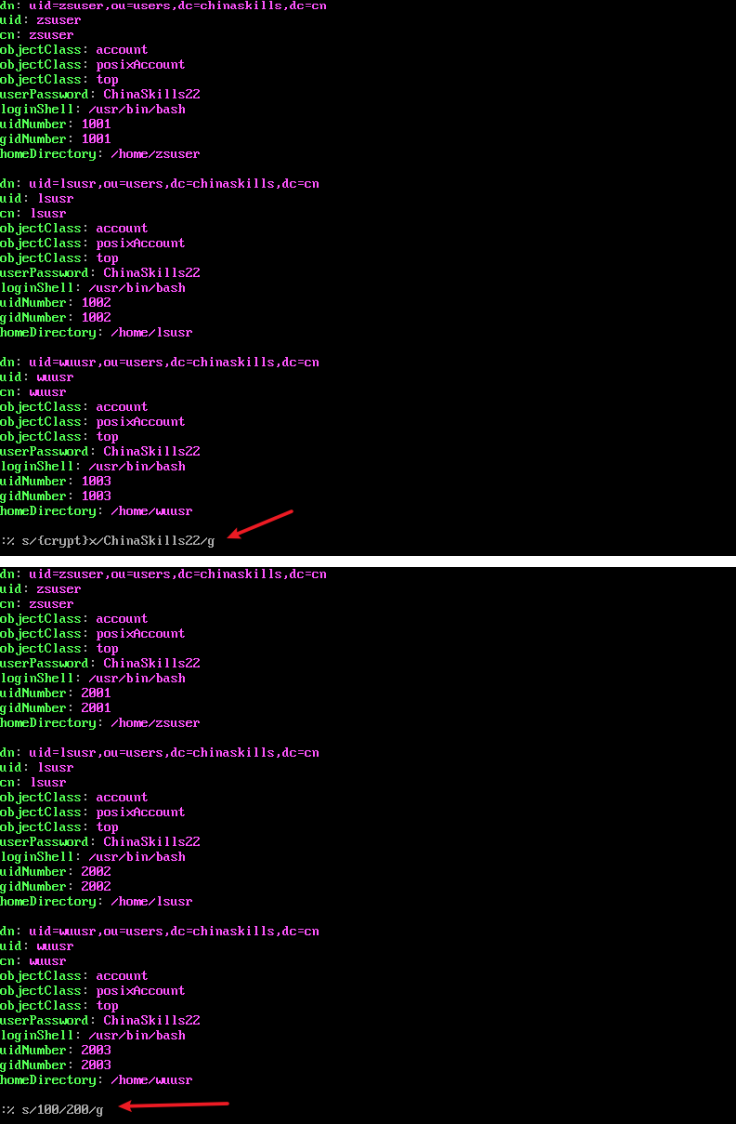 dn: uid=zsuser,ou=users,dc=chinaskills,dc=cn
uid: zsuser
cn: zsuser
objectClass: account
objectClass: posixAccount
objectClass: top
userPassword: ChinaSkills22
loginShell: /usr/bin/bash
uidNumber: 1001
gidNumber: 1001
homeDirectory: /home/zsuser
dn: uid=lsusr,ou=users,dc=chinaskills,dc=cn
uid: lsusr
cn: lsusr
objectClass: account
objectClass: posixAccount
objectClass: top
userPassword: ChinaSkills22
loginShell: /usr/bin/bash
uidNumber: 1002
gidNumber: 1002
homeDirectory: /home/lsusr
dn: uid=wuusr,ou=users,dc=chinaskills,dc=cn
uid: wuusr
cn: wuusr
objectClass: account
objectClass: posixAccount
objectClass: top
userPassword: ChinaSkills22
loginShell: /usr/bin/bash
uidNumber: 1003
gidNumber: 1003
homeDirectory: /home/wuusr
:% s/{crypt}x/ChinaSkills22/g
dn: uid=zsuser,ou=users,dc=chinaskills,dc=cn
uid: zsuser
cn: zsuser
objectClass: account
objectClass: posixAccount
objectClass: top
userPassword: ChinaSkills22
loginShell: /usr/bin/bash
uidNumber: 2001
gidNumber: 2001
homeDirectory: /home/zsuser
dn: uid=lsusr,ou=users,dc=chinaskills,dc=cn
uid: lsusr
cn: lsusr
objectClass: account
objectClass: posixAccount
objectClass: top
userPassword: ChinaSkills22
loginShell: /usr/bin/bash
uidNumber: 2002
gidNumber: 2002
homeDirectory: /home/lsusr
dn: uid=wuusr,ou=users,dc=chinaskills,dc=cn
uid: wuusr
cn: wuusr
objectClass: account
objectClass: posixAccount
objectClass: top
userPassword: ChinaSkills22
loginShell: /usr/bin/bash
uidNumber: 2003
gidNumber: 2003
homeDirectory: /home/wuusr
:% s/100/200/g